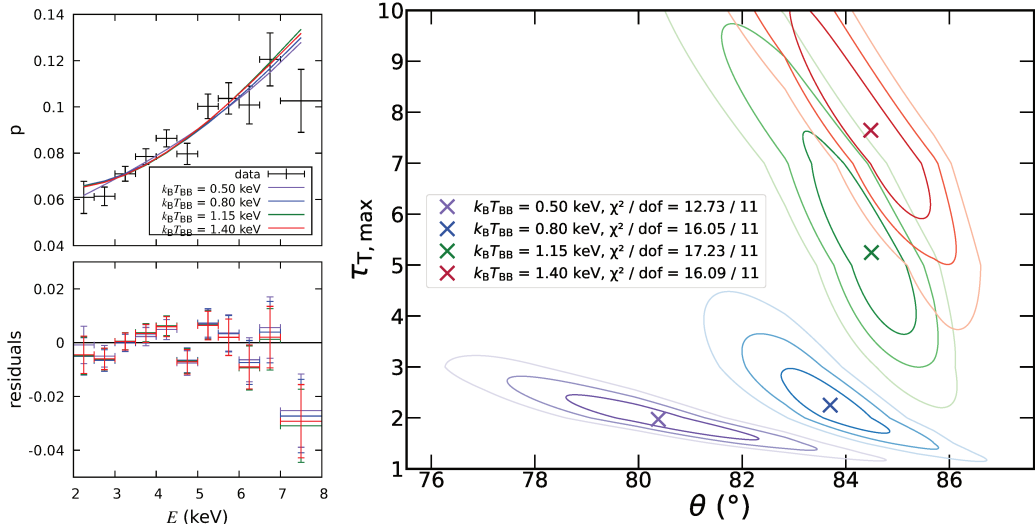 0.14
0.12
0.1
0.08
0.06
0.04
p
data
k_BT_BB = 0.50 keV
k_BT_BB = 0.80 keV
k_BT_BB = 1.15 keV
k_BT_BB = 1.40 keV
0.02
0
-0.02
-0.04
residuals
2 3 4 5 6 7 8
E (keV)
10
9
8
7
6
5
4
3
2
1
τ_T, max
k_BT_BB = 0.50 keV, χ² / dof = 12.73 / 11
k_BT_BB = 0.80 keV, χ² / dof = 16.05 / 11
k_BT_BB = 1.15 keV, χ² / dof = 17.23 / 11
k_BT_BB = 1.40 keV, χ² / dof = 16.09 / 11
76 78 80 82 84 86
θ (°)